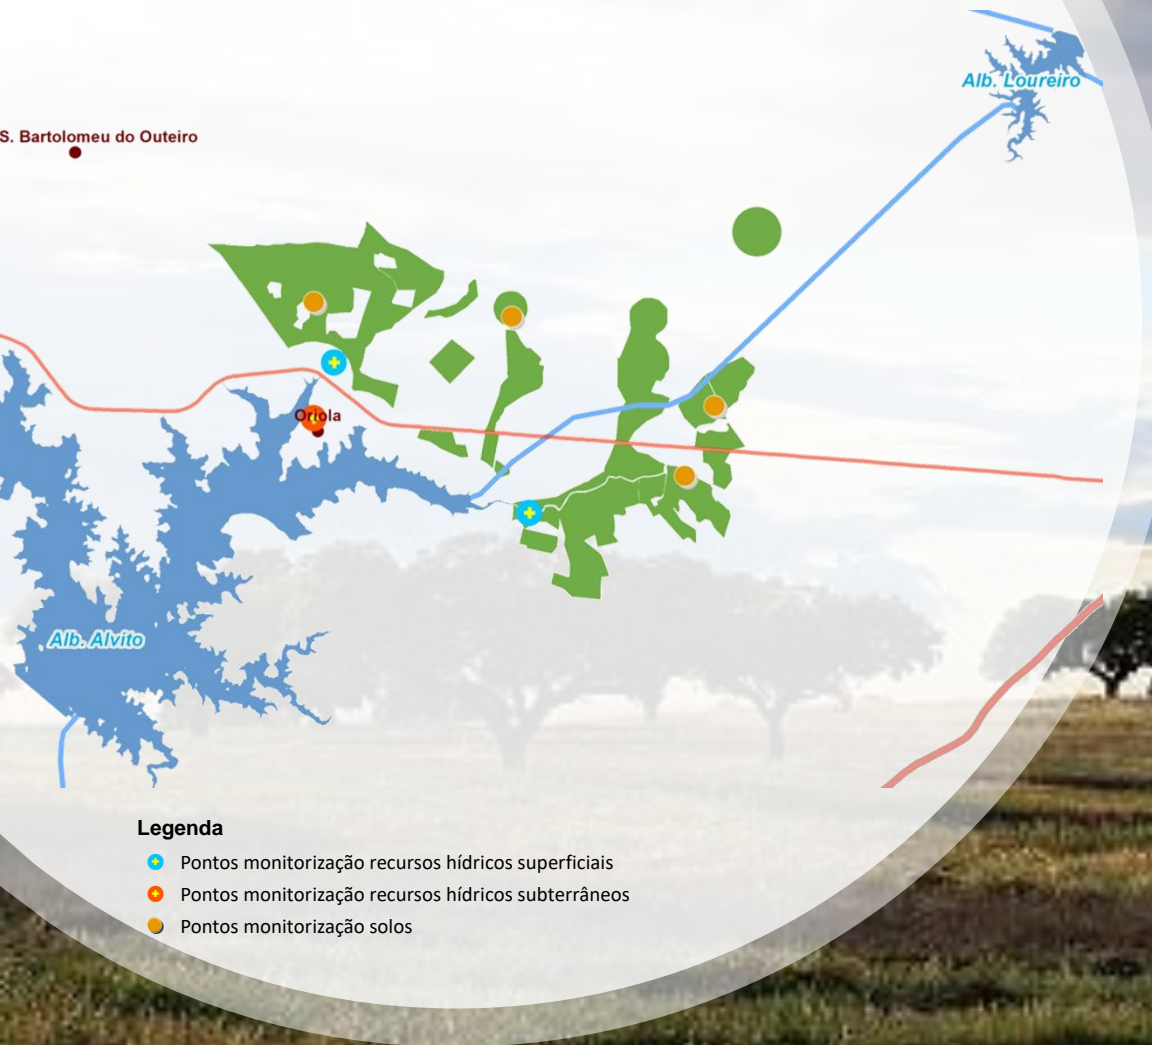 Alb. Loureiro
S. Bartolomeu do Outeiro
Oriola
Alb. Alvito
Legenda
Pontos monitorização recursos hídricos superficiais
Pontos monitorização recursos hídricos subterrâneos
Pontos monitorização solos